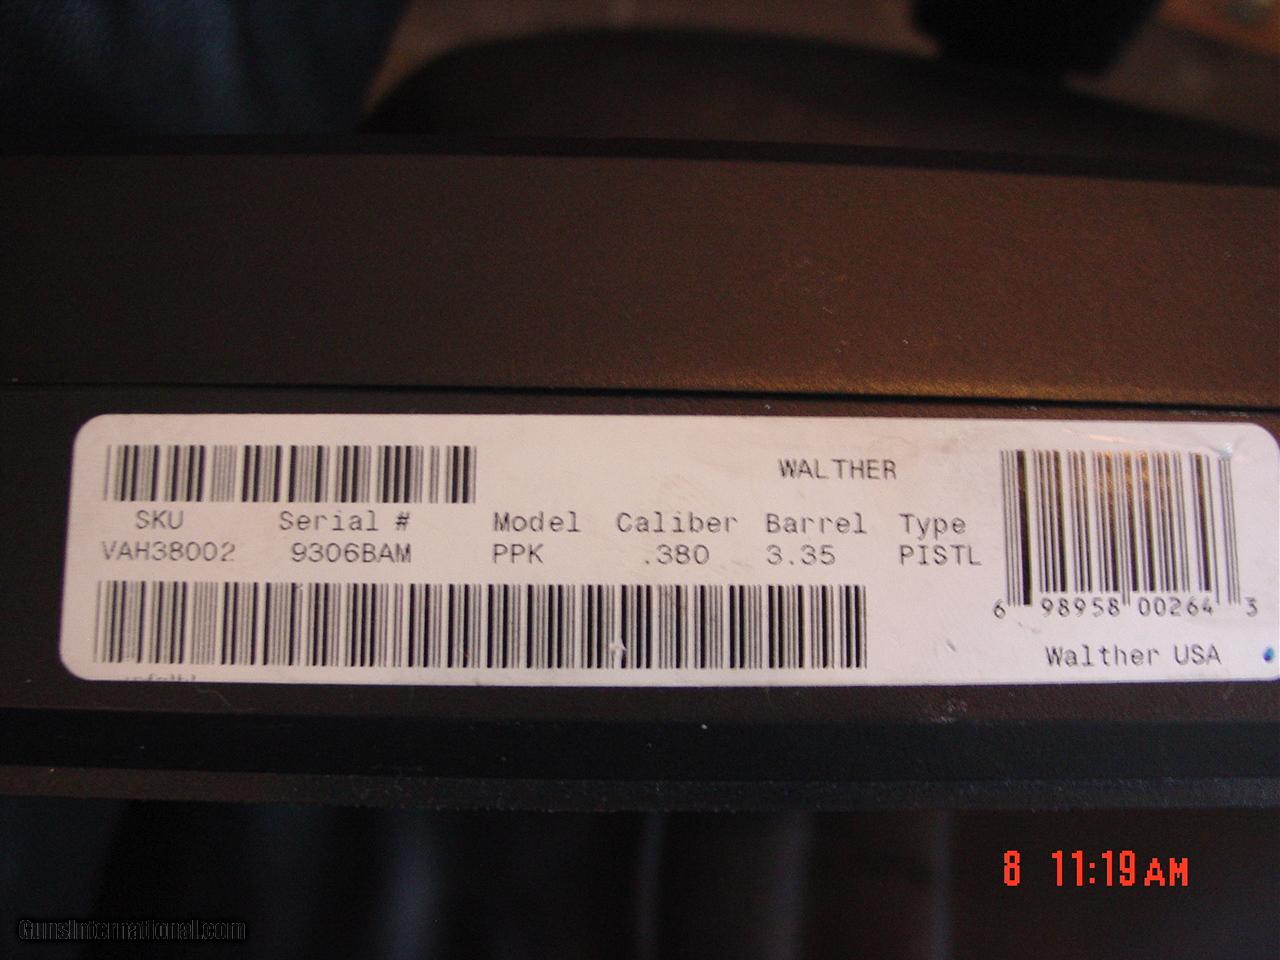 WALTHER
SKU Serial # Model Caliber Barrel Type
VAH38002 9306BAM PPK .380 3.35 PISTL
6 98958 00264 3
Walther USA
8 11:19 AM
GunsInternational.com